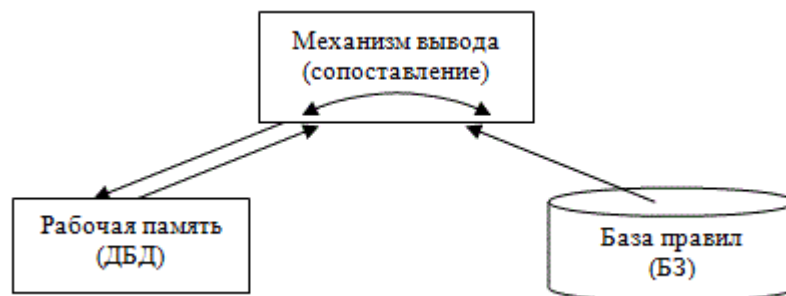 Механизм вывода
(сопоставление)
Рабочая память
(ДБД)
База правил
(БЗ)